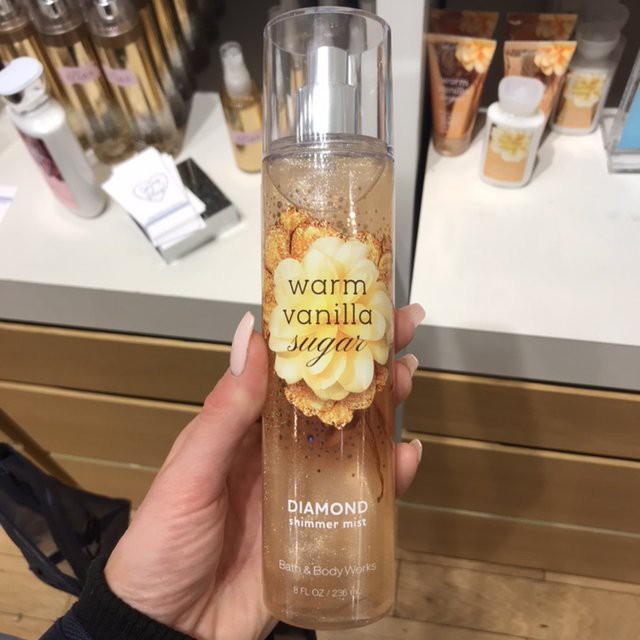 warm
vanilla
sugar
DIAMOND
shimmer mist
Bath & Body Works
8 FL OZ / 236 mL